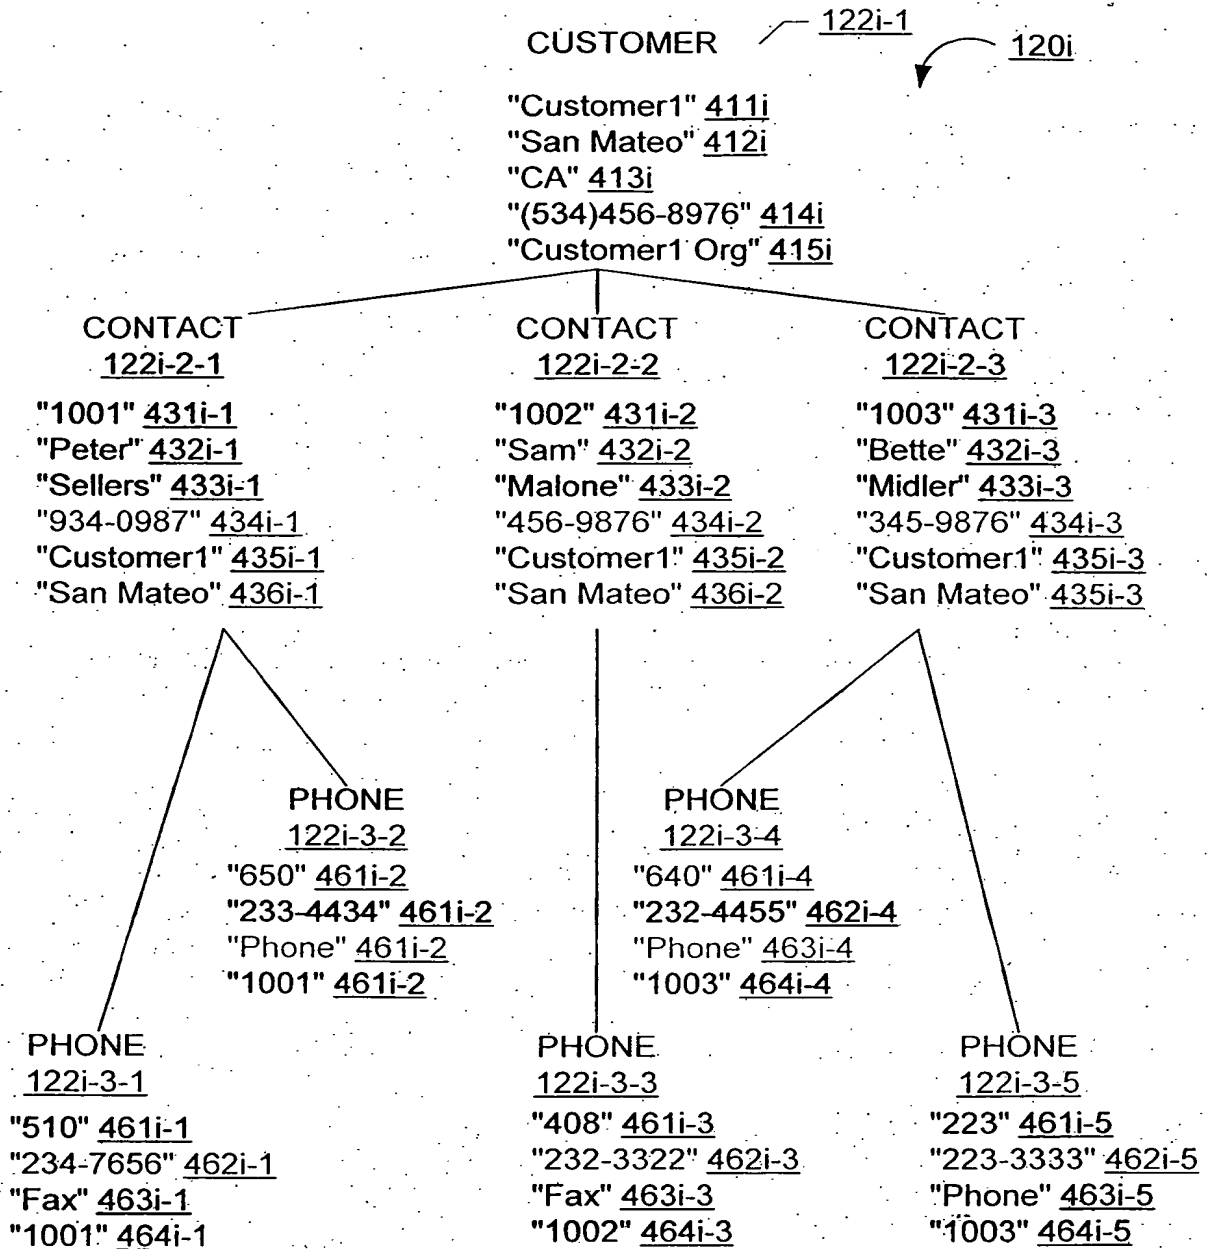 CUSTOMER 122i-1
120i
"Customer1" 411i
"San Mateo" 412i
"CA" 413i
"(534)456-8976" 414i
"Customer1 Org" 415i
CONTACT
122i-2-1
"1001" 431i-1
"Peter" 432i-1
"Sellers" 433i-1
"934-0987" 434i-1
"Customer1" 435i-1
"San Mateo" 436i-1
CONTACT
122i-2-2
"1002" 431i-2
"Sam" 432i-2
"Malone" 433i-2
"456-9876" 434i-2
"Customer1" 435i-2
"San Mateo" 436i-2
CONTACT
122i-2-3
"1003" 431i-3
"Bette" 432i-3
"Midler" 433i-3
"345-9876" 434i-3
"Customer1" 435i-3
"San Mateo" 435i-3
PHONE
122i-3-2
"650" 461i-2
"233-4434" 461i-2
"Phone" 461i-2
"1001" 461i-2
PHONE
122i-3-4
"640" 461i-4
"232-4455" 462i-4
"Phone" 463i-4
"1003" 464i-4
PHONE
122i-3-1
"510" 461i-1
"234-7656" 462i-1
"Fax" 463i-1
"1001" 464i-1
PHONE
122i-3-3
"408" 461i-3
"232-3322" 462i-3
"Fax" 463i-3
"1002" 464i-3
PHONE
122i-3-5
"223" 461i-5
"223-3333" 462i-5
"Phone" 463i-5
"1003" 464i-5